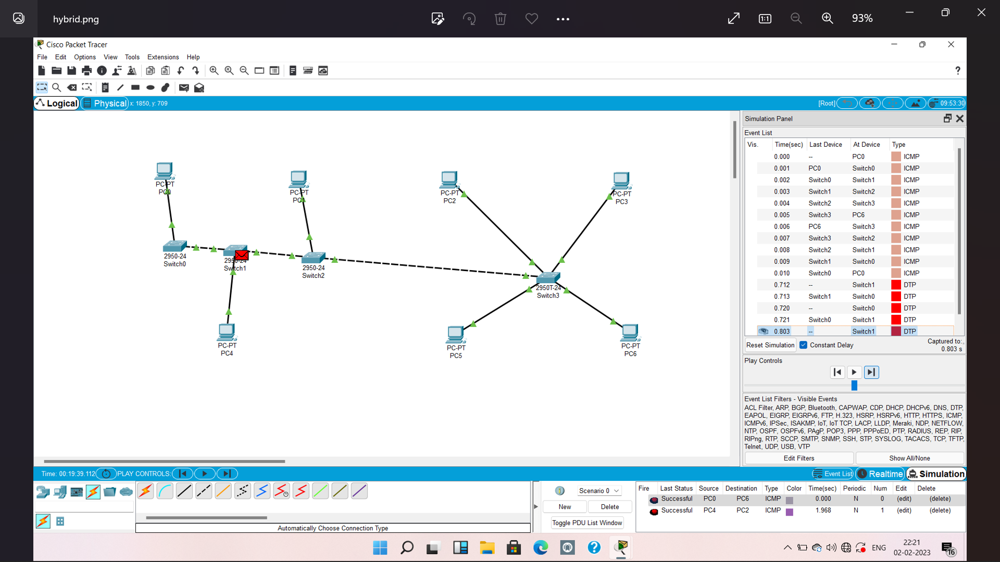 hybrid.png
93%
Cisco Packet Tracer
File Edit Options View Tools Extensions Help
?
Logical Physical x: 1850, y: 709 [Root] 09:53:30
Simulation Panel
Event List
Vis. Time(sec) Last Device At Device Type
0.000 -- PC0 ICMP
0.001 PC0 Switch0 ICMP
0.002 Switch0 Switch1 ICMP
0.003 Switch1 Switch2 ICMP
0.004 Switch2 Switch3 ICMP
0.005 Switch3 PC6 ICMP
0.006 PC6 Switch3 ICMP
0.007 Switch3 Switch2 ICMP
0.008 Switch2 Switch1 ICMP
0.009 Switch1 Switch0 ICMP
0.010 Switch0 PC0 ICMP
0.712 -- Switch1 DTP
0.713 Switch1 Switch0 DTP
0.720 -- Switch0 DTP
0.721 Switch0 Switch1 DTP
0.803 -- Switch1 DTP
Reset Simulation Constant Delay Captured to:
0.803 s
Play Controls
Event List Filters - Visible Events
ACL Filter, ARP, BGP, Bluetooth, CAPWAP, CDP, DHCP, DHCPv6, DNS, DTP,
EAPOL, EIGRP, EIGRPv6, FTP, H.323, HSRP, HSRPv6, HTTP, HTTPS, ICMP,
ICMPv6, IPSec, ISAKMP, IoT, IoT TCP, LACP, LLDP, Meraki, NDP, NETFLOW,
NTP, OSPF, OSPFv6, PAgP, POP3, PPP, PPPoED, PTP, RADIUS, REP, RIP,
RIPng, RTP, SCCP, SMTP, SNMP, SSH, STP, SYSLOG, TACACS, TCP, TFTP,
Telnet, UDP, USB, VTP
Edit Filters Show All/None
PC-PT
PC0
PC-PT
PC1
PC-PT
PC2
PC-PT
PC3
2950-24
Switch0
2950-24
Switch1
2950-24
Switch2
2950T-24
Switch3
PC-PT
PC4
PC-PT
PC5
PC-PT
PC6
Time: 00:19:39.112 PLAY CONTROLS: Event List Realtime Simulation
Automatically Choose Connection Type
Scenario 0
New Delete
Toggle PDU List Window
Fire Last Status Source Destination Type Color Time(sec) Periodic Num Edit Delete
Successful PC0 PC6 ICMP 0.000 N 0 (edit) (delete)
Successful PC4 PC2 ICMP 1.968 N 1 (edit) (delete)
ENG
22:21
02-02-2023
16